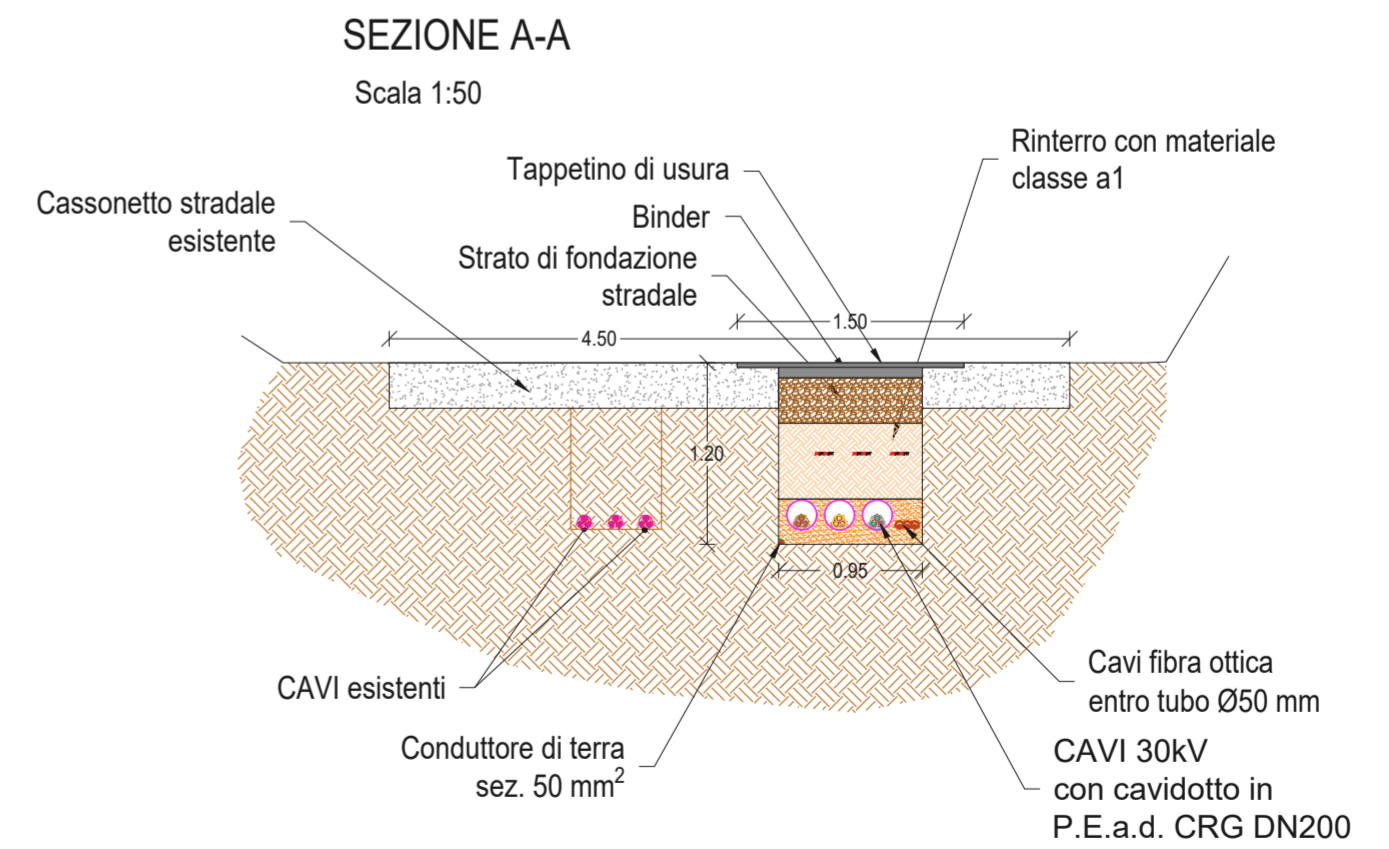 SEZIONE A-A
Scala 1:50
Rinterro con materiale
classe a1
Tappetino di usura
Cassonetto stradale
esistente
Binder
Strato di fondazione
stradale
1.50
4.50
1.20
0.95
CAVI esistenti
Cavi fibra ottica
entro tubo Ø50 mm
Conduttore di terra
sez. 50 mm²
CAVI 30kV
con cavidotto in
P.E.a.d. CRG DN200